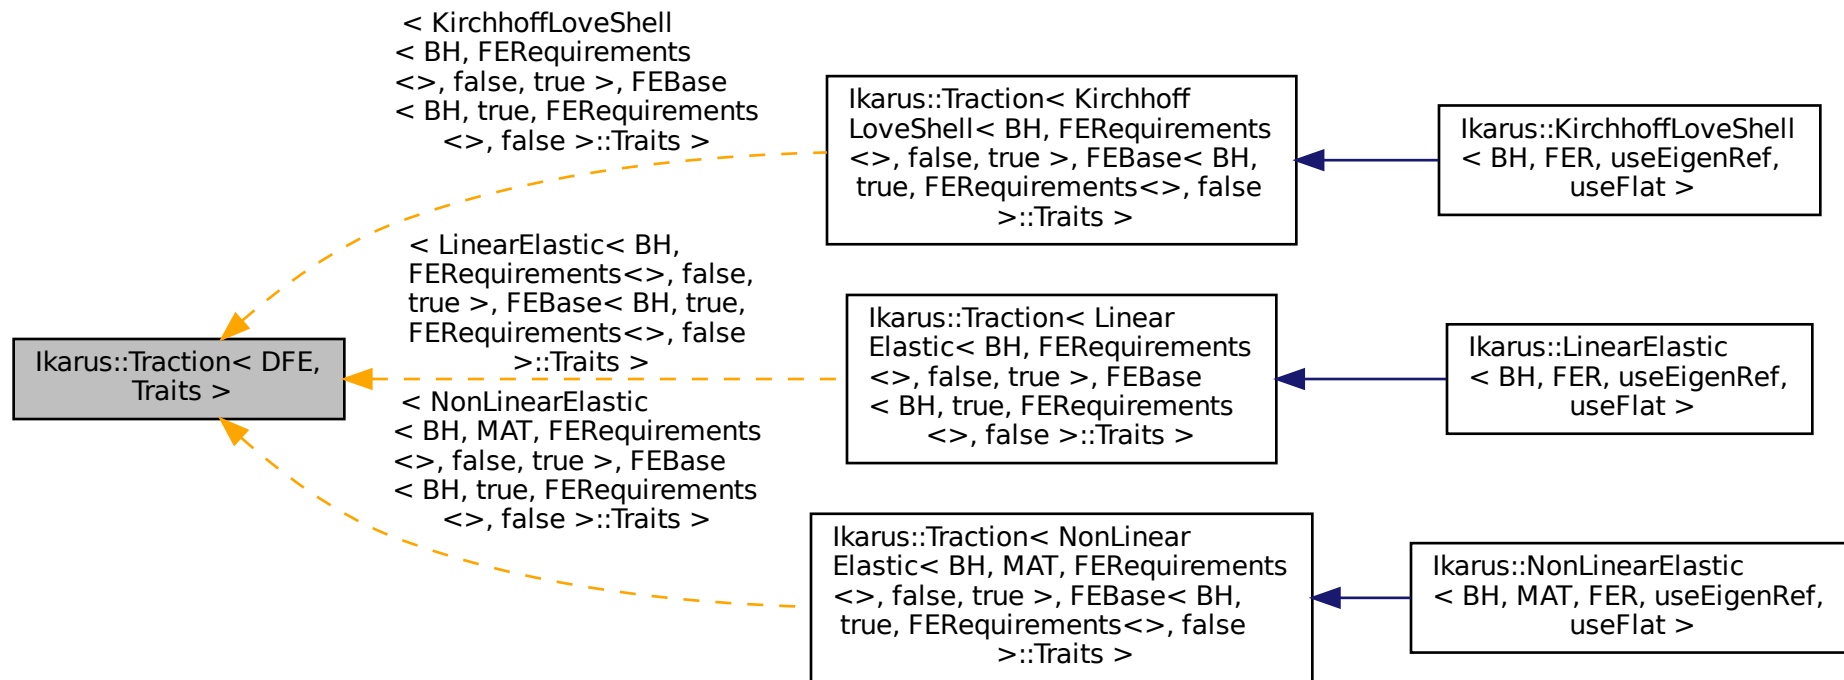 < KirchhoffLoveShell
< BH, FERequirements
<>, false, true >, FEBase
< BH, true, FERequirements
<>, false >::Traits >
Ikarus::Traction< Kirchhoff
LoveShell< BH, FERequirements
<>, false, true >, FEBase< BH,
true, FERequirements<>, false
>::Traits >
Ikarus::KirchhoffLoveShell
< BH, FER, useEigenRef,
useFlat >
< LinearElastic< BH,
FERequirements<>, false,
true >, FEBase< BH, true,
FERequirements<>, false
>::Traits >
Ikarus::Traction< DFE,
Traits >
Ikarus::Traction< Linear
Elastic< BH, FERequirements
<>, false, true >, FEBase
< BH, true, FERequirements
<>, false >::Traits >
Ikarus::LinearElastic
< BH, FER, useEigenRef,
useFlat >
< NonLinearElastic
< BH, MAT, FERequirements
<>, false, true >, FEBase
< BH, true, FERequirements
<>, false >::Traits >
Ikarus::Traction< NonLinear
Elastic< BH, MAT, FERequirements
<>, false, true >, FEBase< BH,
true, FERequirements<>, false
>::Traits >
Ikarus::NonLinearElastic
< BH, MAT, FER, useEigenRef,
useFlat >